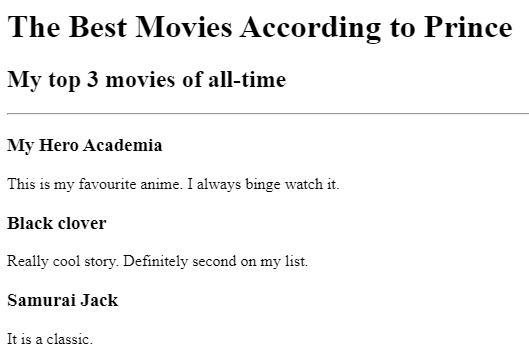 The Best Movies According to Prince
My top 3 movies of all-time
My Hero Academia
This is my favourite anime. I always binge watch it.
Black clover
Really cool story. Definitely second on my list.
Samurai Jack
It is a classic.